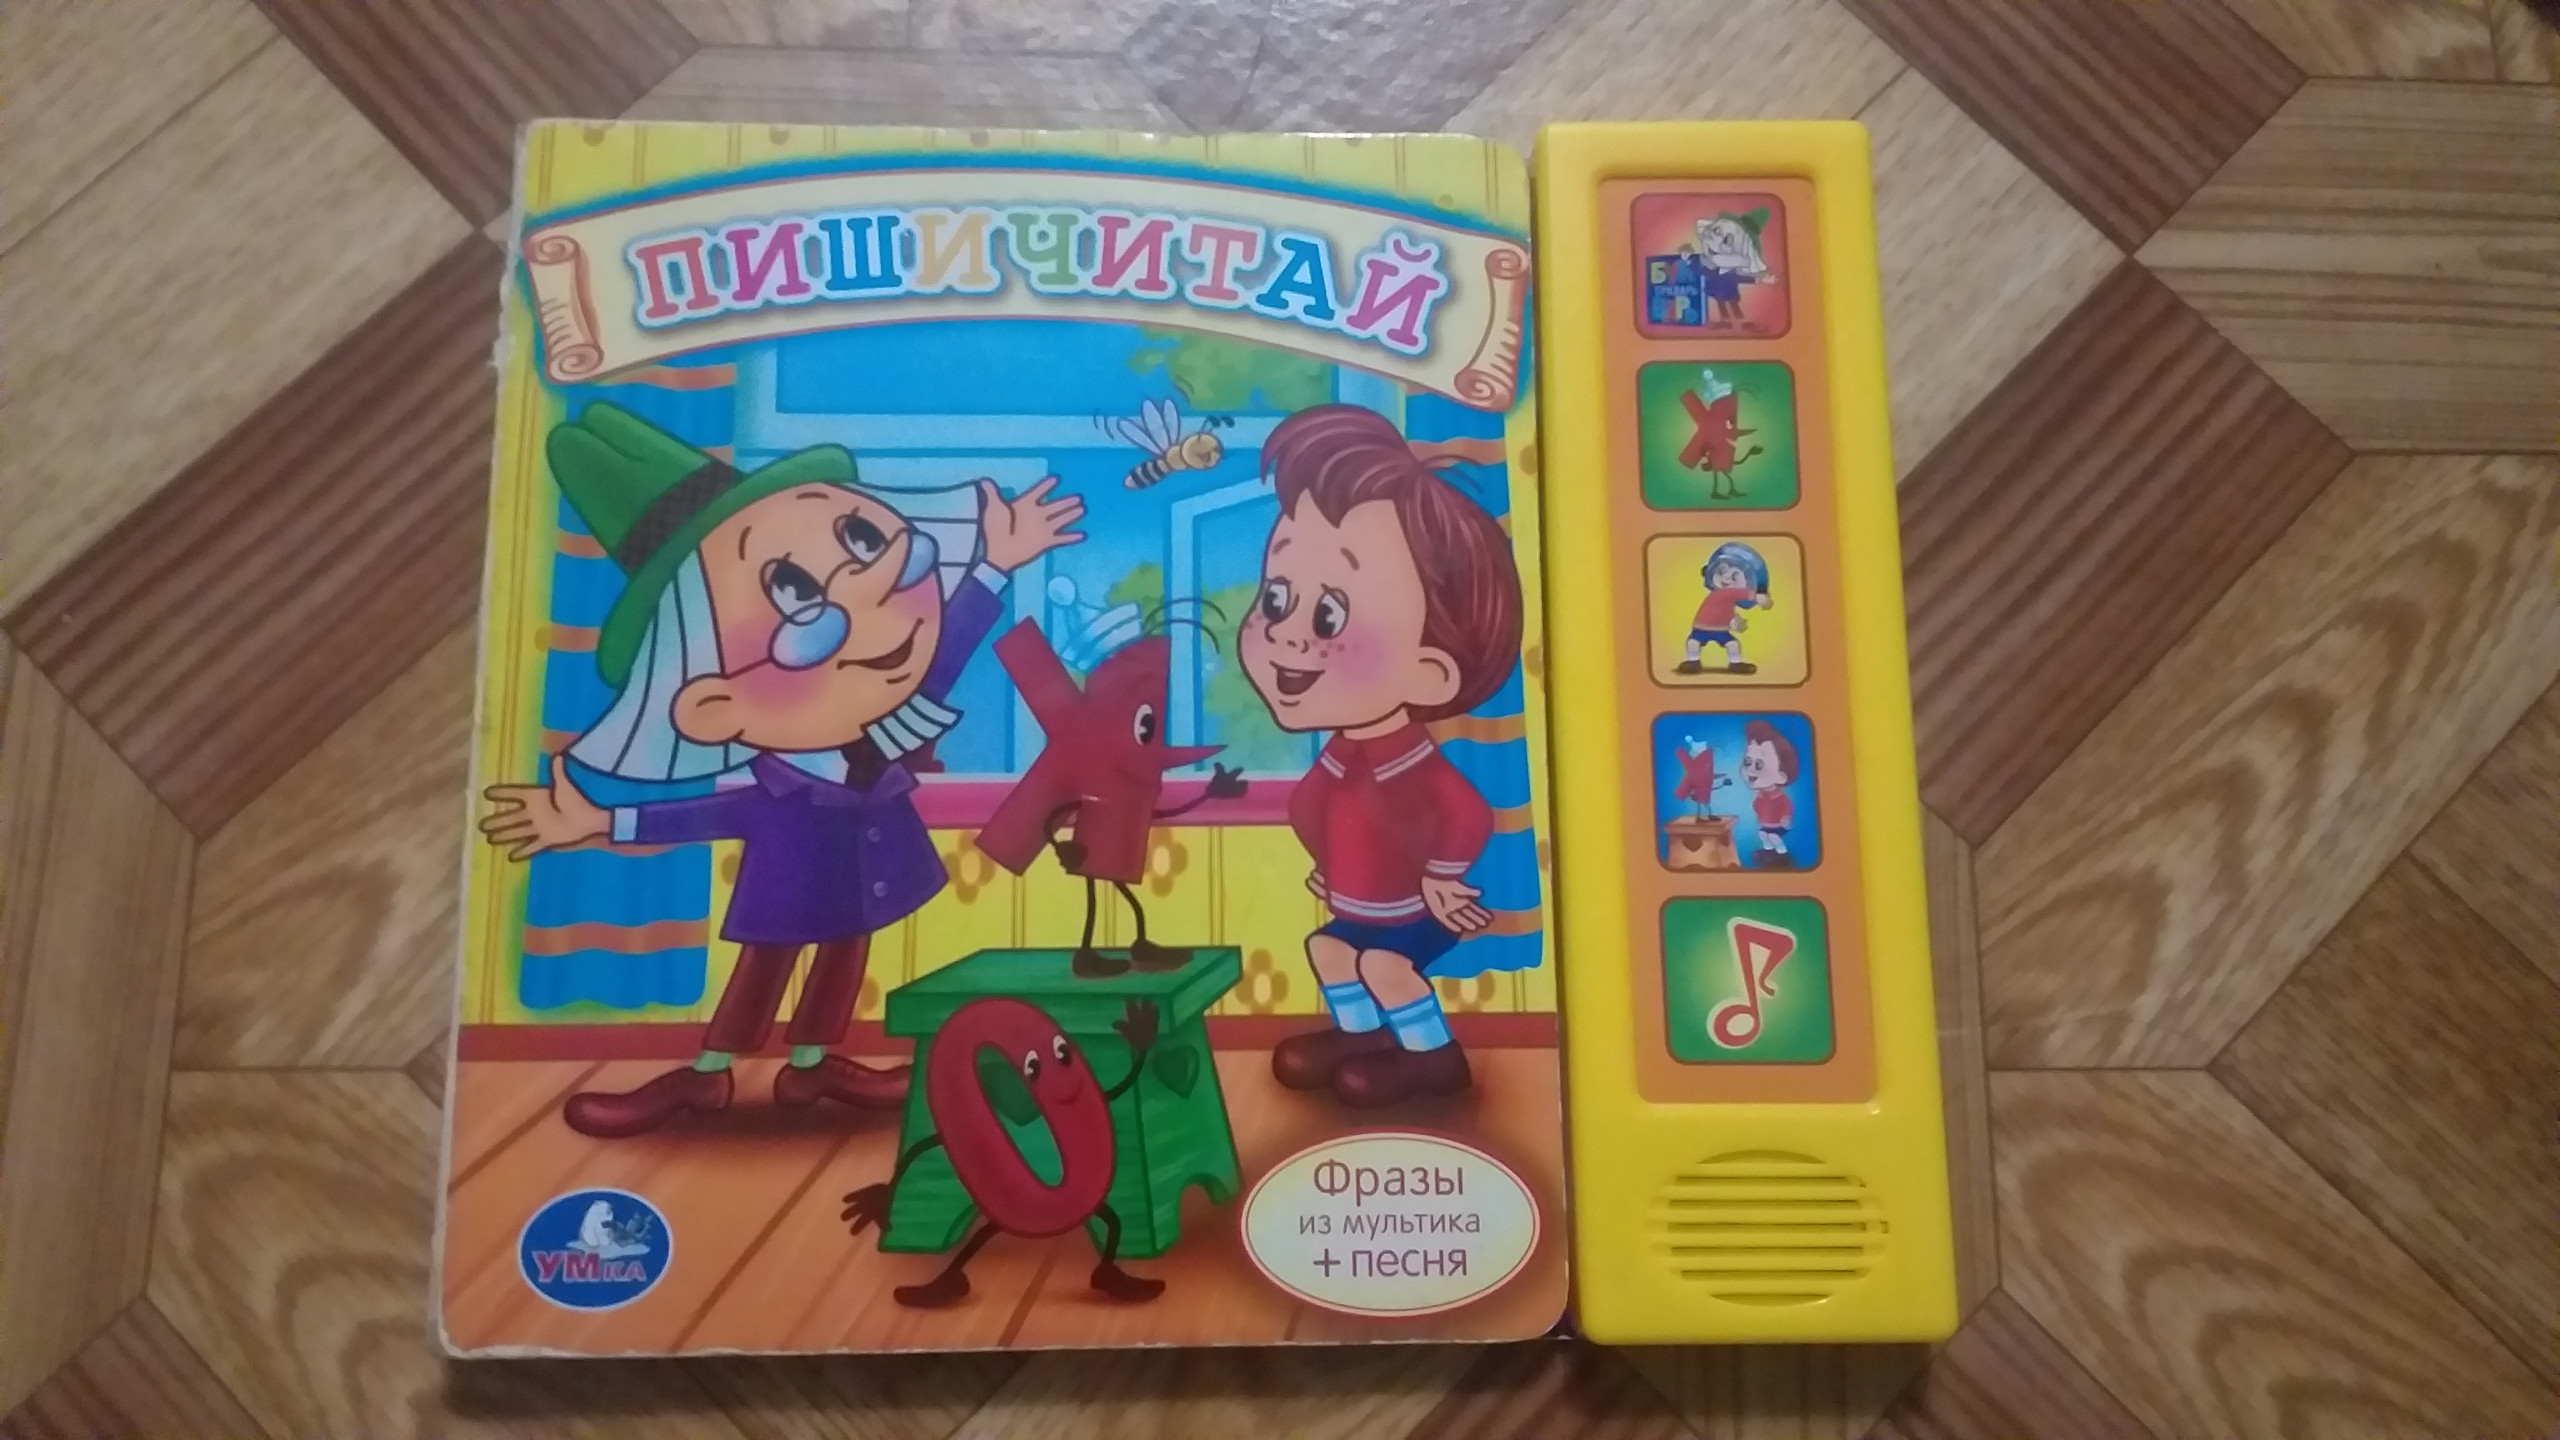 ПИШИЧИТАЙ
Фразы
из мультика
+ песня
УМка